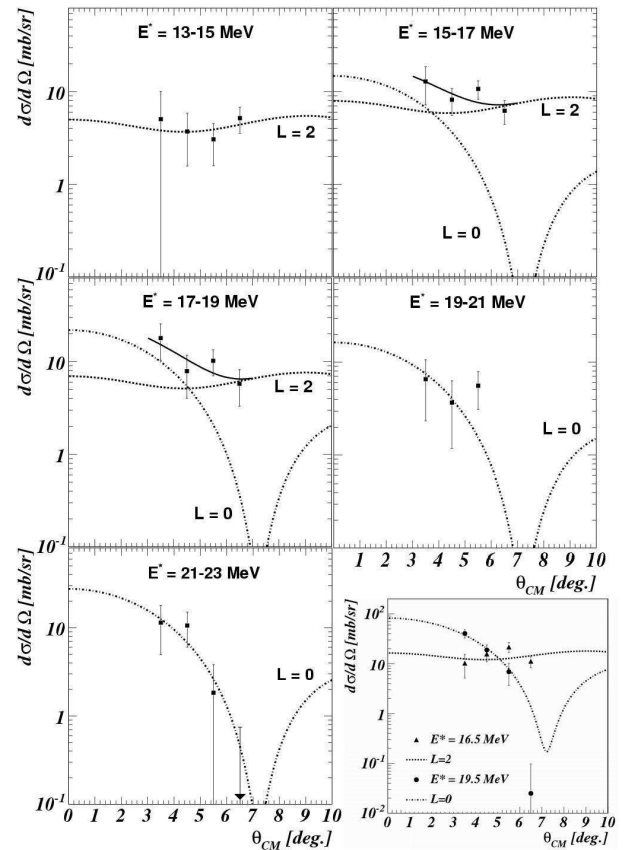 E* = 13-15 MeV
dσ/dΩ [mb/sr]
10
1
10-1
L = 2
E* = 15-17 MeV
L = 2
L = 0
E* = 17-19 MeV
dσ/dΩ [mb/sr]
10
1
10-1
L = 2
L = 0
E* = 19-21 MeV
L = 0
1 2 3 4 5 6 7 8 9 10
θCM [deg.]
E* = 21-23 MeV
dσ/dΩ [mb/sr]
10
1
10-1
L = 0
0 1 2 3 4 5 6 7 8 9 10
θCM [deg.]
dσ/dΩ [mb/sr]
10 2
10
1
10-1
10-2
E* = 16.5 MeV
L=2
E* = 19.5 MeV
L=0
0 1 2 3 4 5 6 7 8 9 10
θCM [deg.]